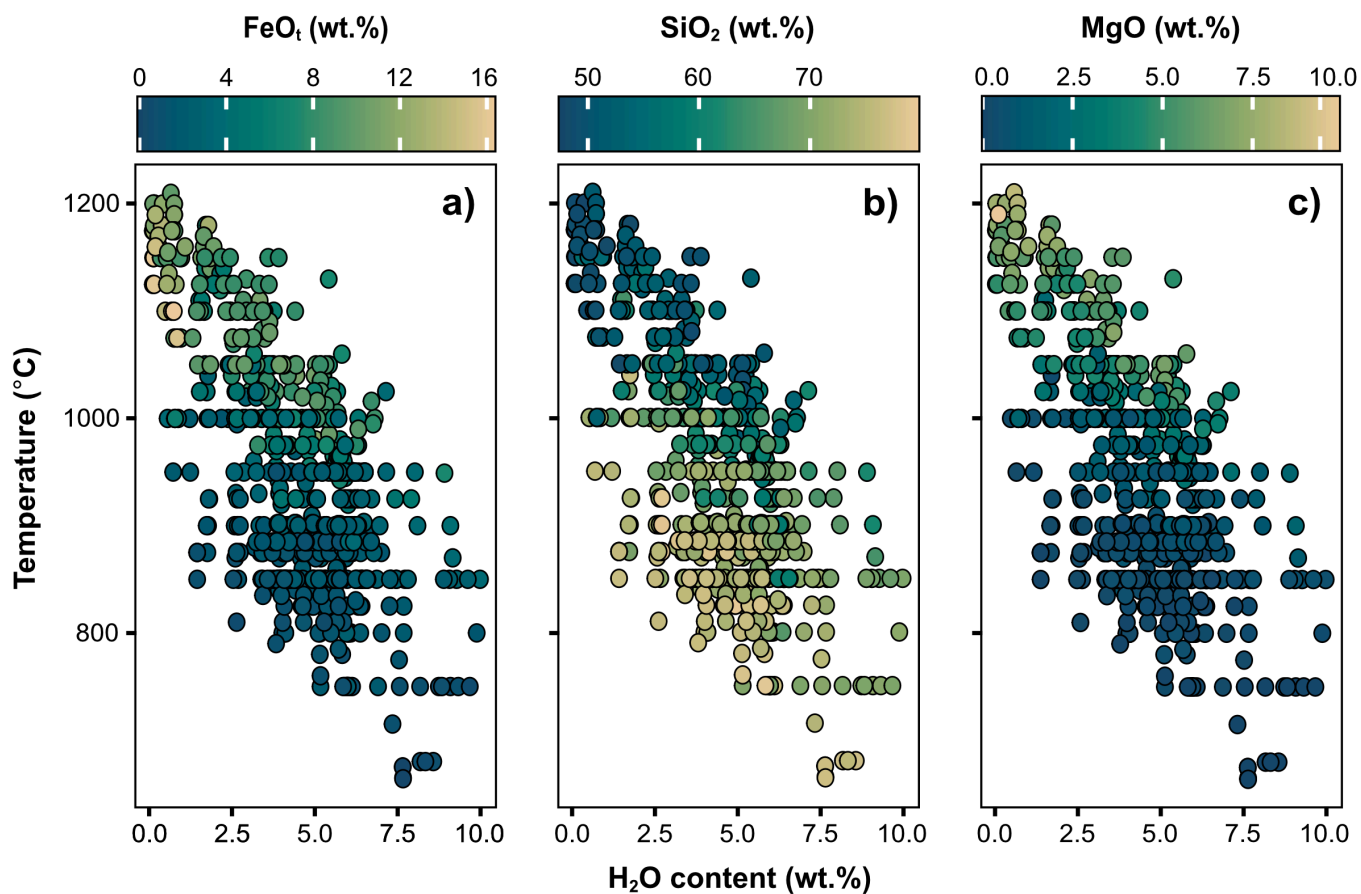 FeOₜ (wt.%) SiO₂ (wt.%) MgO (wt.%)
0 4 8 12 16 50 60 70 0.0 2.5 5.0 7.5 10.0
a) b) c)
1200
1000
800
Temperature (°C)
0.0 2.5 5.0 7.5 10.0 0.0 2.5 5.0 7.5 10.0 0.0 2.5 5.0 7.5 10.0
H₂O content (wt.%)